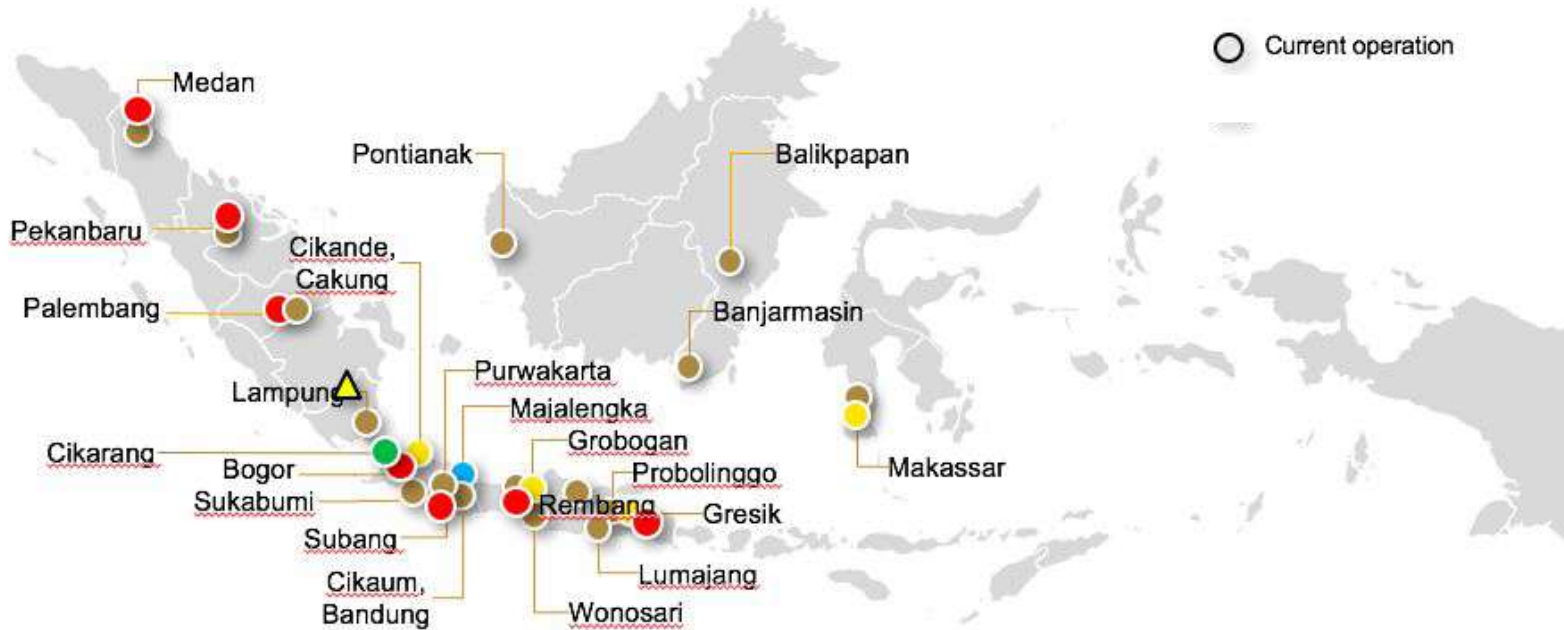 Current operation
Medan
Pontianak
Balikpapan
Pekanbaru
Cikande,
Cakung
Palembang
Banjarmasin
Purwakarta
Lampung
Majalengka
Cikarang
Grobogan
Bogor
Probolinggo
Makassar
Sukabumi
Rembang
Gresik
Subang
Lumajang
Cikaum,
Bandung
Wonosari